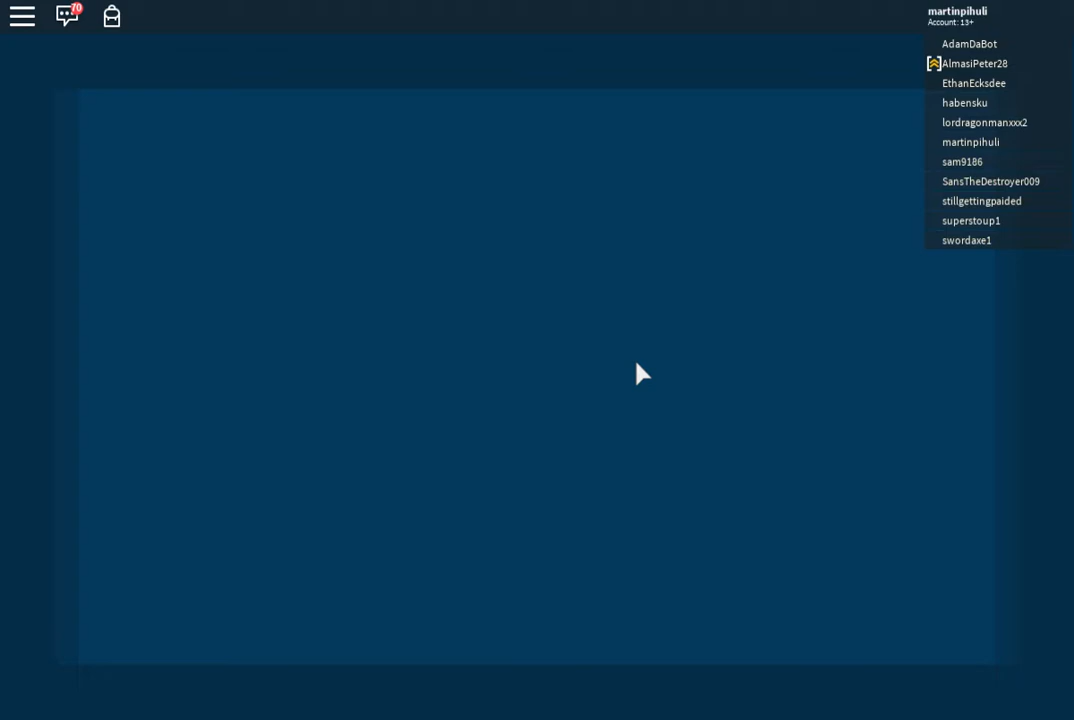 70
martinpihuli
Account: 13+
AdamDaBot
AlmasiPeter28
EthanEcksdee
habensku
lordragonmanxxx2
martinpihuli
sam9186
SansTheDestroyer009
stillgettingpaided
superstoup1
swordaxe1